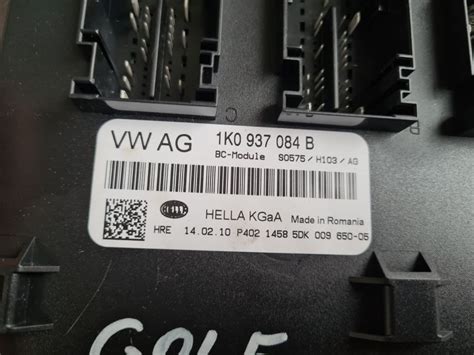 C
VW AG 1K0 937 084 B
BC-Module S0575 / H103 / AG
HELLA KGaA Made in Romania
HRE 14.02.10 P402 1458 5DK 009 650-05
GOLF